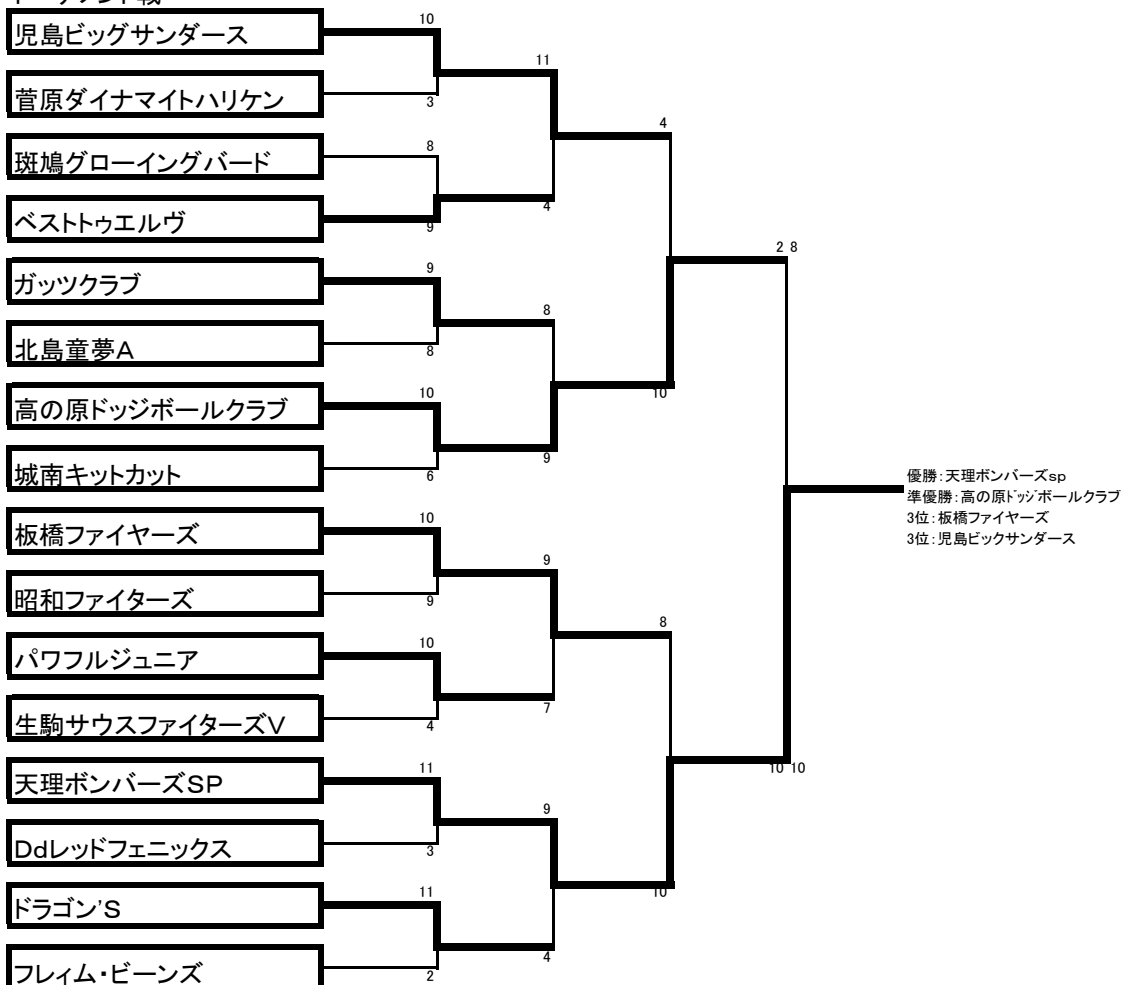 児島ビッグサンダース
10
菅原ダイナマイトハリケン
3
11
斑鳩グローイングバード
8
ベストトゥエルヴ
9
4
4
ガッツクラブ
9
北島童夢A
8
8
高の原ドッジボールクラブ
10
城南キットカット
6
9
10
2 8
板橋ファイヤーズ
10
昭和ファイターズ
9
9
パワフルジュニア
10
生駒サウスファイターズV
4
7
8
天理ボンバーズSP
11
Ddレッドフェニックス
3
9
ドラゴン'S
11
フレィム・ビーンズ
2
4
10
10 10
優勝:天理ボンバーズsp
準優勝:高の原ドッジボールクラブ
3位:板橋ファイヤーズ
3位:児島ビックサンダース